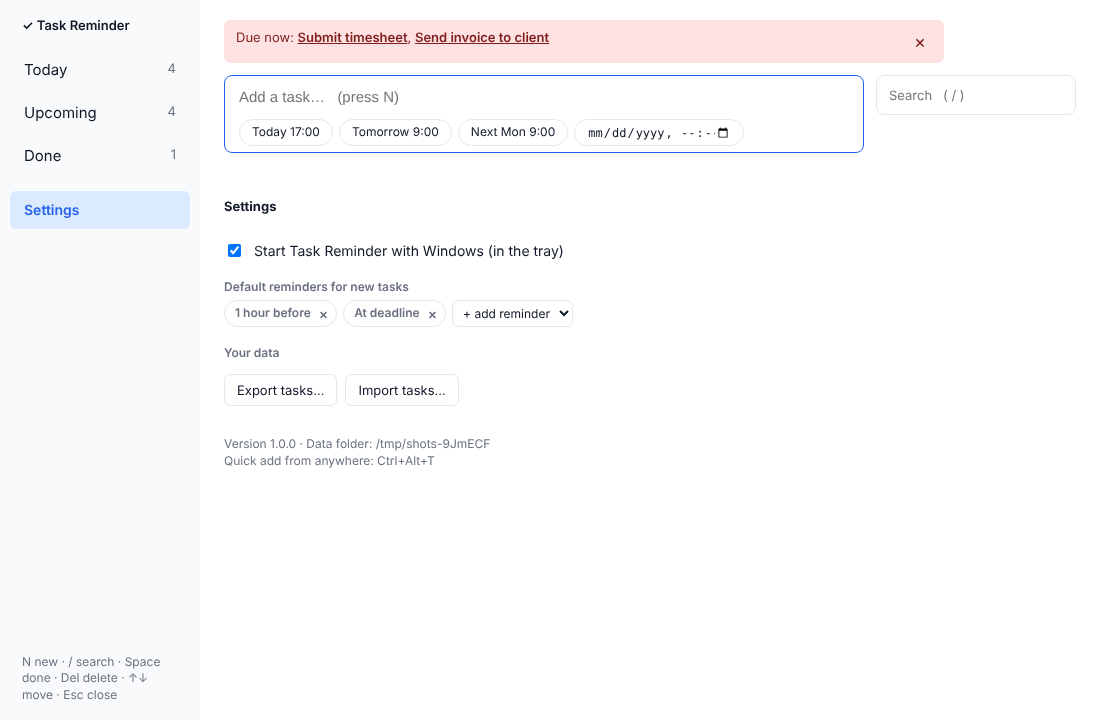 ✓ Task Reminder
Today 4
Upcoming 4
Done 1
Settings
N new · / search · Space
done · Del delete · ↑↓
move · Esc close
Due now: Submit timesheet, Send invoice to client ×
Add a task… (press N)
Search ( / )
Today 17:00 Tomorrow 9:00 Next Mon 9:00 mm/dd/yyyy, --:--
Settings
Start Task Reminder with Windows (in the tray)
Default reminders for new tasks
1 hour before × At deadline × + add reminder
Your data
Export tasks… Import tasks…
Version 1.0.0 · Data folder: /tmp/shots-9JmECF
Quick add from anywhere: Ctrl+Alt+T